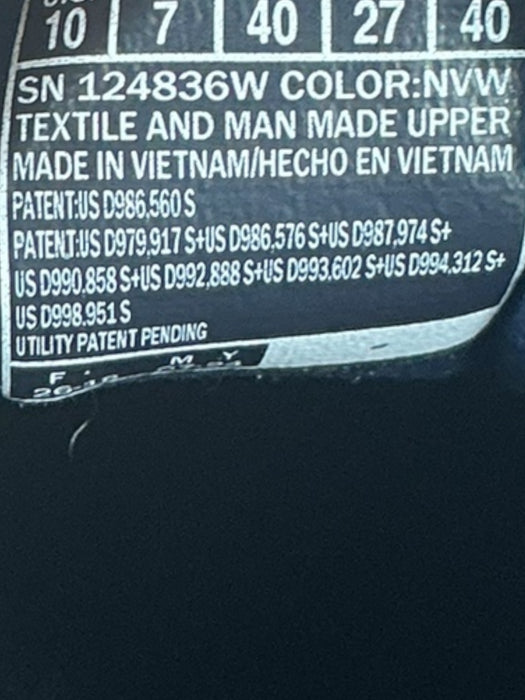 10 7 40 27 40
SN 124836W COLOR:NVW
TEXTILE AND MAN MADE UPPER
MADE IN VIETNAM/HECHO EN VIETNAM
PATENT:US D986,560 S
PATENT:US D979,917 S+US D986,576 S+US D987,974 S+
US D990,858 S+US D992,888 S+US D993,602 S+US D994,312 S+
US D998,951 S
UTILITY PATENT PENDING
F M Y